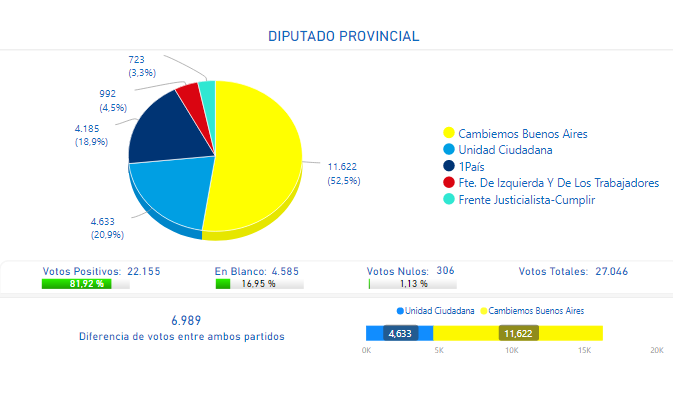 DIPUTADO PROVINCIAL
723
(3,3%)
992
(4,5%)
4.185
(18,9%)
4.633
(20,9%)
11.622
(52,5%)
Cambiemos Buenos Aires
Unidad Ciudadana
1País
Fte. De Izquierda Y De Los Trabajadores
Frente Justicialista-Cumplir
Votos Positivos: 22.155
81,92 %
En Blanco: 4.585
16,95 %
Votos Nulos: 306
1,13 %
Votos Totales: 27.046
6.989
Diferencia de votos entre ambos partidos
Unidad Ciudadana Cambiemos Buenos Aires
4,633 11,622
0K 5K 10K 15K 20K